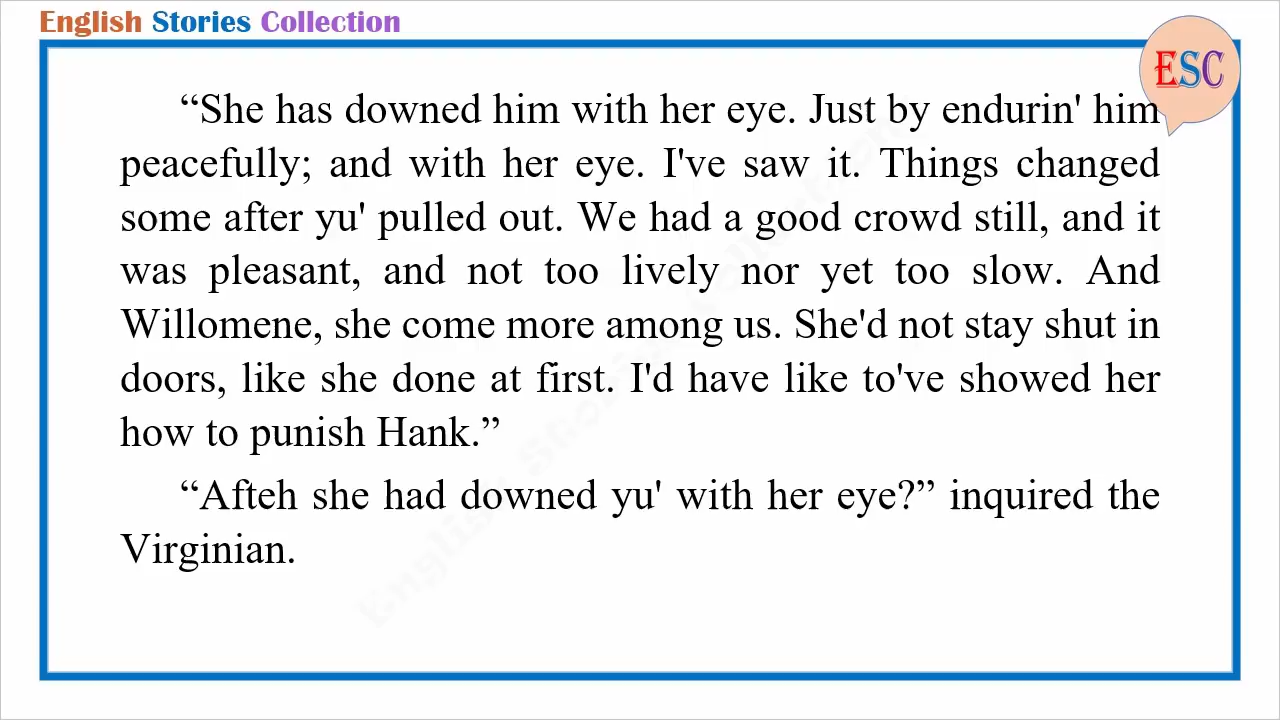 English Stories Collection
ESC
“She has downed him with her eye. Just by endurin' him
peacefully; and with her eye. I've saw it. Things changed
some after yu' pulled out. We had a good crowd still, and it
was pleasant, and not too lively nor yet too slow. And
Willomene, she come more among us. She'd not stay shut in
doors, like she done at first. I'd have like to've showed her
how to punish Hank.”
“Afteh she had downed yu' with her eye?” inquired the
Virginian.